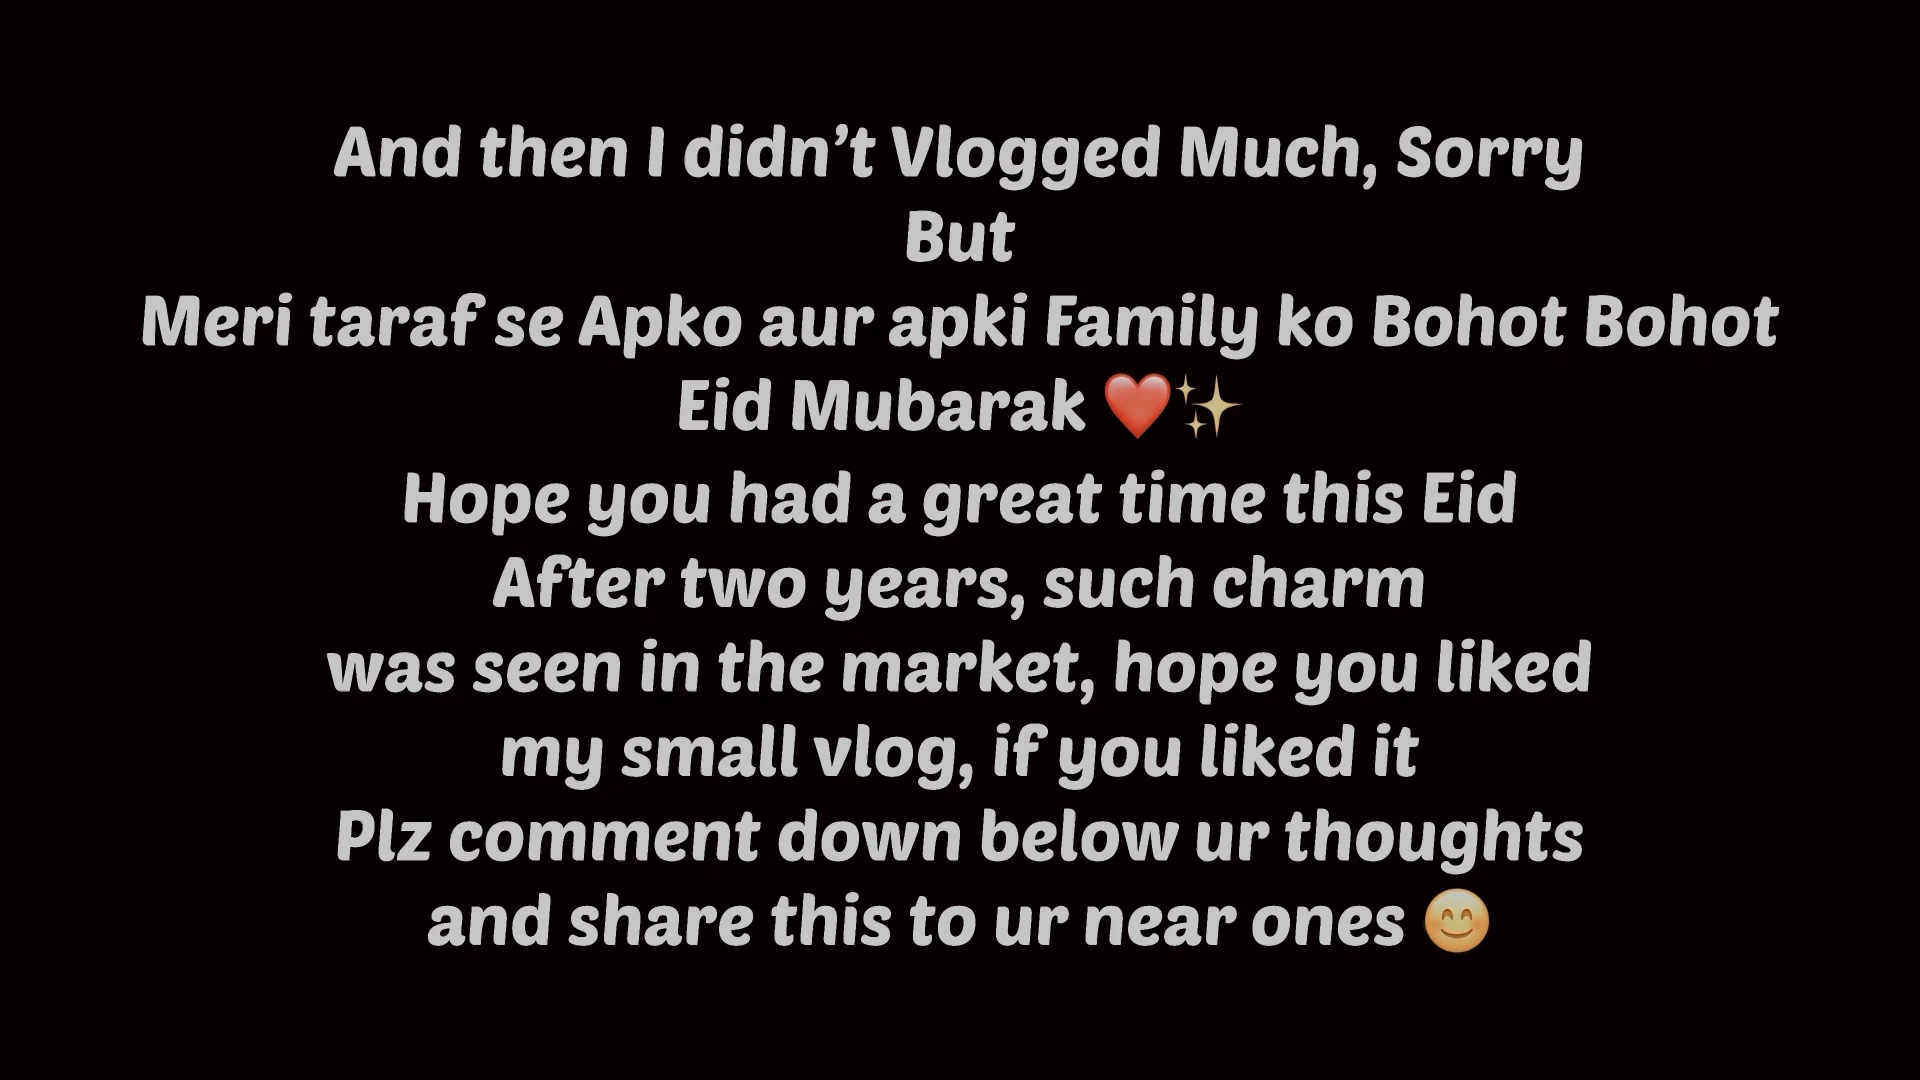 And then I didn’t Vlogged Much, Sorry
But
Meri taraf se Apko aur apki Family ko Bohot Bohot
Eid Mubarak ❤️✨
Hope you had a great time this Eid
After two years, such charm
was seen in the market, hope you liked
my small vlog, if you liked it
Plz comment down below ur thoughts
and share this to ur near ones 😊